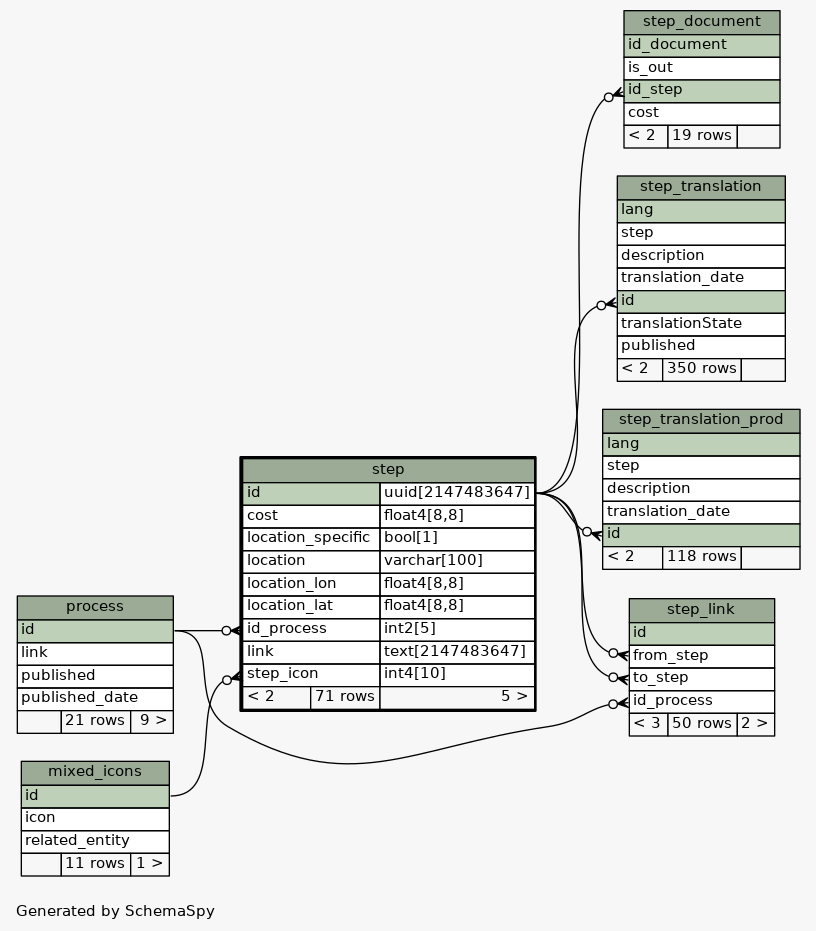 step_document
id_document
is_out
id_step
cost
< 2 19 rows
step_translation
lang
step
description
translation_date
id
translationState
published
< 2 350 rows
step_translation_prod
lang
step
description
translation_date
id
< 2 118 rows
step
id uuid[2147483647]
cost float4[8,8]
location_specific bool[1]
location varchar[100]
location_lon float4[8,8]
location_lat float4[8,8]
id_process int2[5]
link text[2147483647]
step_icon int4[10]
< 2 71 rows 5 >
process
id
link
published
published_date
21 rows 9 >
step_link
id
from_step
to_step
id_process
< 3 50 rows 2 >
mixed_icons
id
icon
related_entity
11 rows 1 >
Generated by SchemaSpy